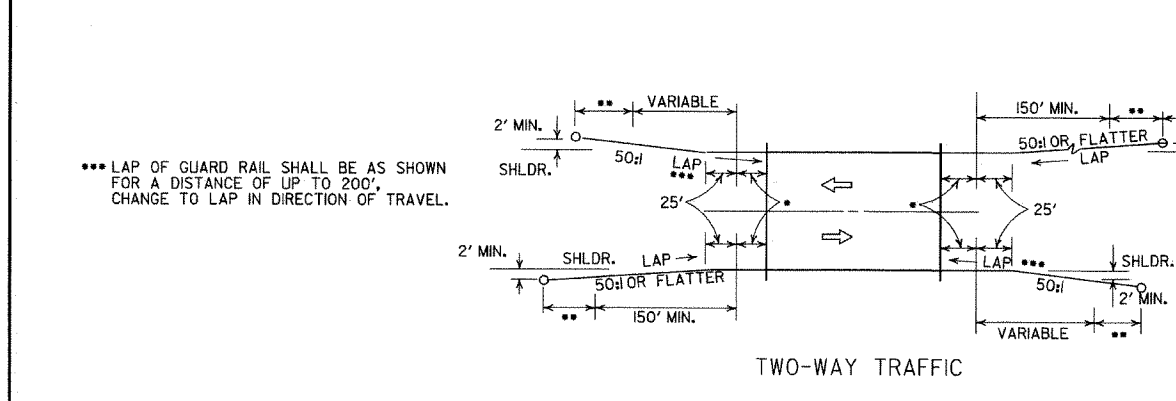 ** VARIABLE
150' MIN. **
2' MIN.
50:1 OR FLATTER
LAP
SHLDR.
50:1
LAP
***
*** LAP OF GUARD RAIL SHALL BE AS SHOWN
FOR A DISTANCE OF UP TO 200',
CHANGE TO LAP IN DIRECTION OF TRAVEL.
25'
*
*
25'
2' MIN.
SHLDR.
LAP
50:1 OR FLATTER
** 150' MIN.
LAP ***
SHLDR.
50:1
2' MIN.
VARIABLE **
TWO-WAY TRAFFIC